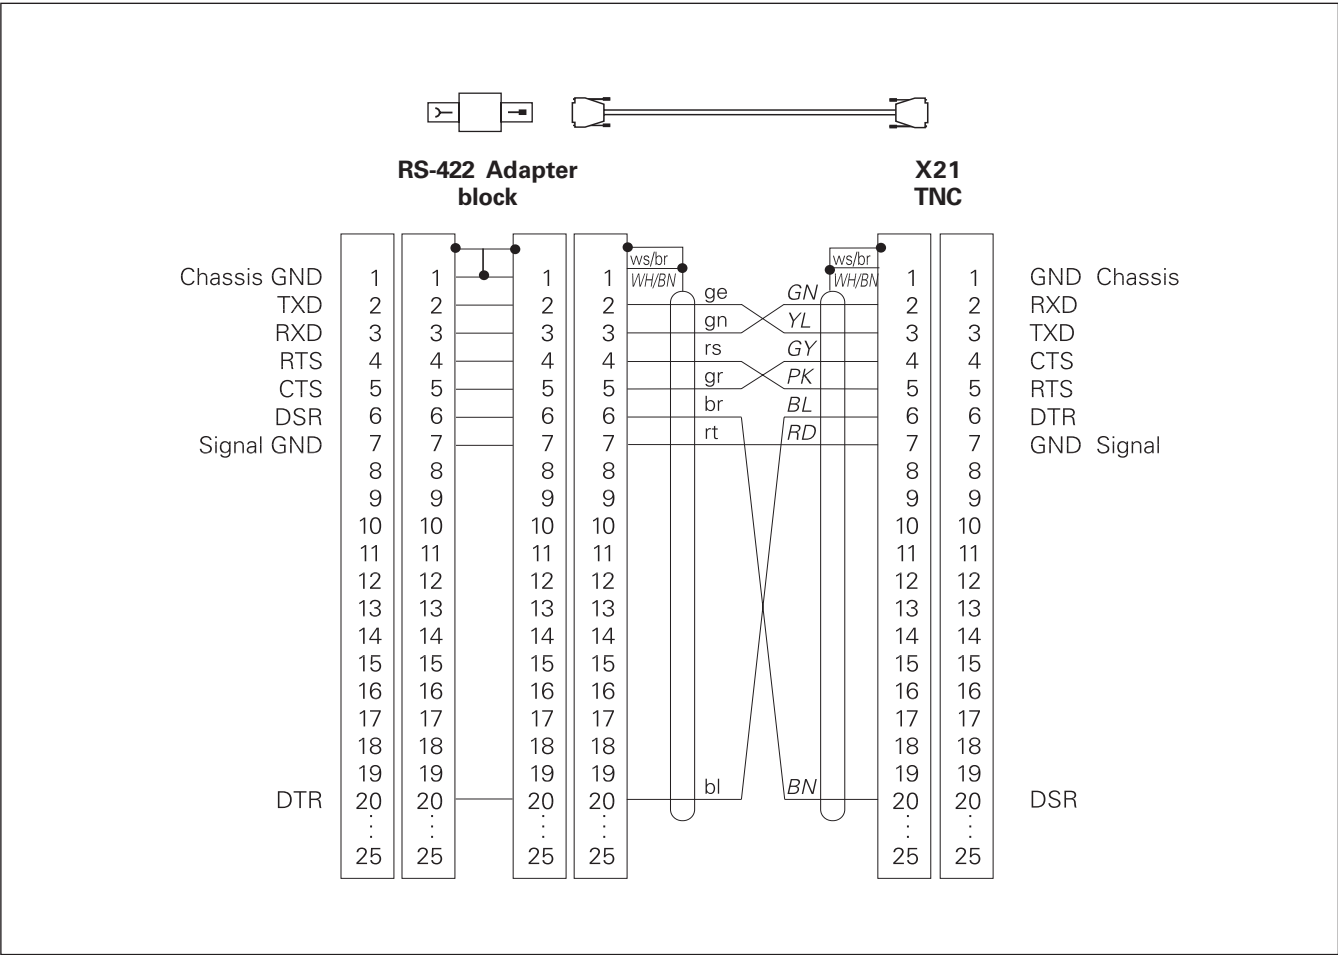 RS-422 Adapter block
X21 TNC
ws/br ws/br
Chassis GND 1 1 1 1 WH/BN WH/BN 1 1 GND Chassis
ge GN
TXD 2 2 2 2 2 2 RXD
gn YL
RXD 3 3 3 3 3 3 TXD
rs GY
RTS 4 4 4 4 4 4 CTS
gr PK
CTS 5 5 5 5 5 5 RTS
br BL
DSR 6 6 6 6 6 6 DTR
rt RD
Signal GND 7 7 7 7 7 7 GND Signal
8 8 8 8 8 8
9 9 9 9 9 9
10 10 10 10 10 10
11 11 11 11 11 11
12 12 12 12 12 12
13 13 13 13 13 13
14 14 14 14 14 14
15 15 15 15 15 15
16 16 16 16 16 16
17 17 17 17 17 17
18 18 18 18 18 18
19 19 19 19 19 19
bl BN
DTR 20 20 20 20 20 20 DSR
25 25 25 25 25 25